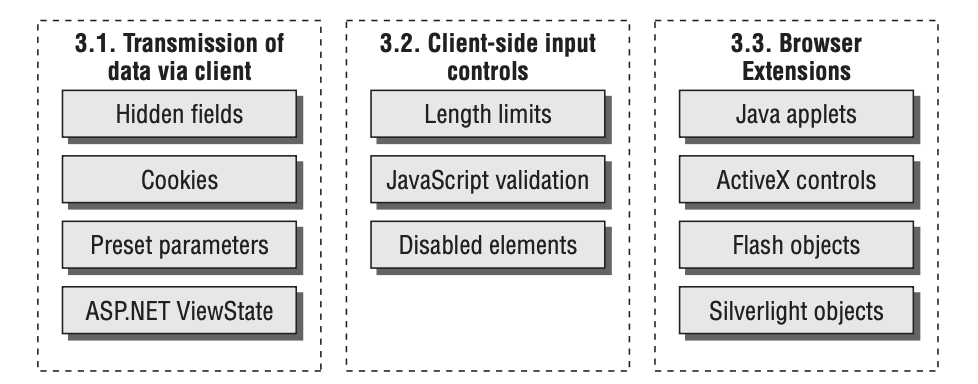 3.1. Transmission of
data via client
Hidden fields
Cookies
Preset parameters
ASP.NET ViewState
3.2. Client-side input
controls
Length limits
JavaScript validation
Disabled elements
3.3. Browser
Extensions
Java applets
ActiveX controls
Flash objects
Silverlight objects